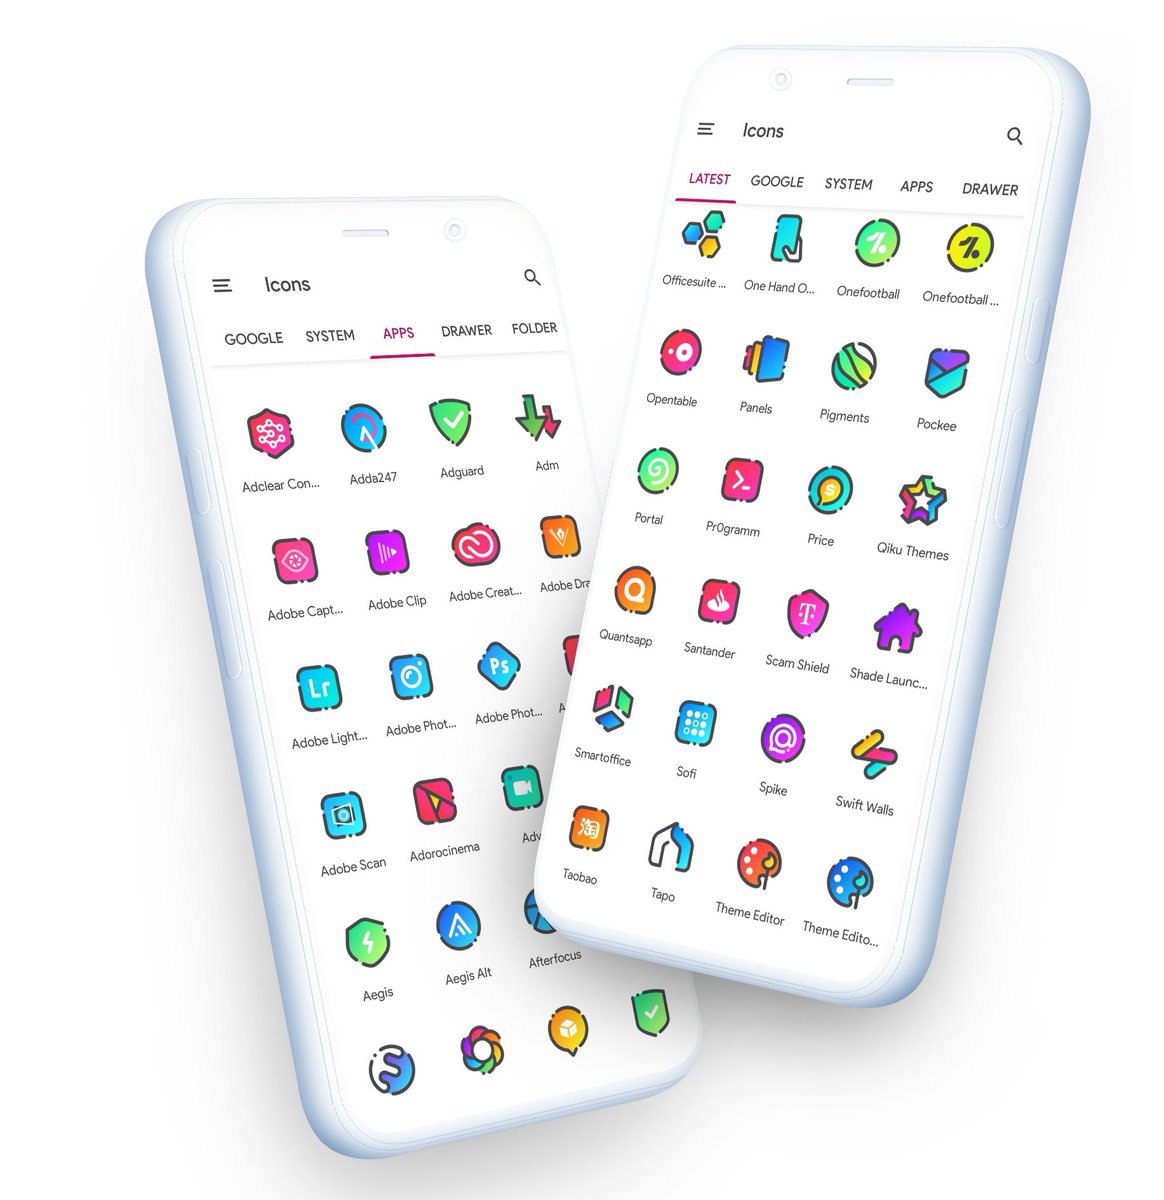 Icons
GOOGLE SYSTEM APPS DRAWER FOLDER
Adclear Con... Adda247 Adguard Adm
Adobe Capt... Adobe Clip Adobe Creat... Adobe Dra
Lr Ps
Adobe Light... Adobe Phot... Adobe Phot... A
Adobe Scan Adorocinema Adv
Aegis Aegis Alt Afterfocus
Icons
LATEST GOOGLE SYSTEM APPS DRAWER
Officesuite ... One Hand O... Onefootball Onefootball ...
Opentable Panels Pigments Pockee
$
Portal Pr0gramm Price Qiku Themes
Q T
Quantsapp Santander Scam Shield Shade Launc...
Smartoffice Sofi Spike Swift Walls
淘
Taobao Tapo Theme Editor Theme Edito...